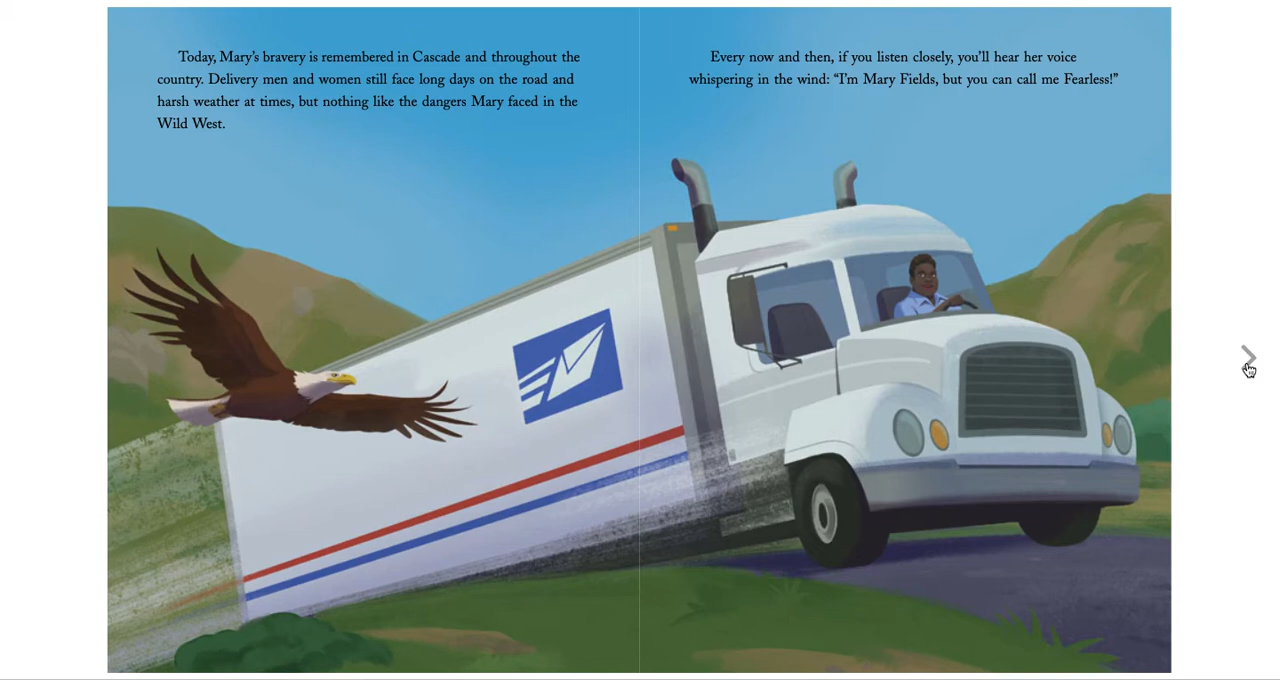 Today, Mary’s bravery is remembered in Cascade and throughout the
country. Delivery men and women still face long days on the road and
harsh weather at times, but nothing like the dangers Mary faced in the
Wild West.
Every now and then, if you listen closely, you’ll hear her voice
whispering in the wind: “I’m Mary Fields, but you can call me Fearless!”